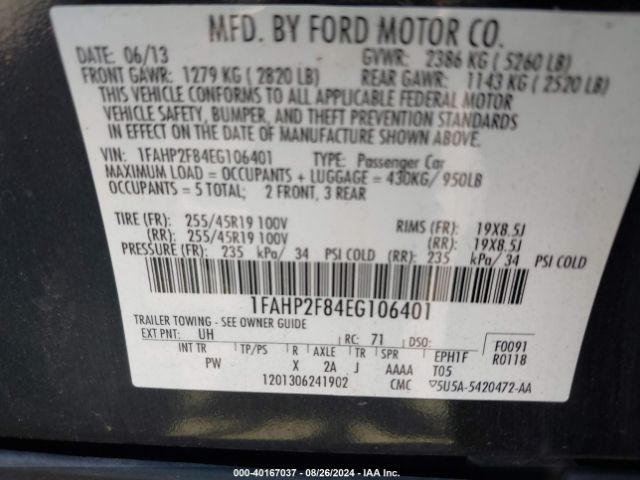 MFD. BY FORD MOTOR CO.
DATE: 06/13 GVWR: 2386 KG ( 5260 LB)
FRONT GAWR: 1279 KG ( 2820 LB) REAR GAWR: 1143 KG ( 2520 LB)
THIS VEHICLE CONFORMS TO ALL APPLICABLE FEDERAL MOTOR
VEHICLE SAFETY, BUMPER, AND THEFT PREVENTION STANDARDS
IN EFFECT ON THE DATE OF MANUFACTURE SHOWN ABOVE.
VIN: 1FAHP2F84EG106401 TYPE: Passenger Car
MAXIMUM LOAD = OCCUPANTS + LUGGAGE = 430KG/ 950LB
OCCUPANTS = 5 TOTAL; 2 FRONT, 3 REAR
TIRE (FR): 255/45R19 100V RIMS (FR): 19X8.5J
(RR): 255/45R19 100V (RR): 19X8.5J
PRESSURE (FR): 235 kPa/ 34 PSI COLD (RR): 235 kPa/ 34 PSI COLD
1FAHP2F84EG106401
TRAILER TOWING - SEE OWNER GUIDE
EXT PNT: UH RC: 71 DSO: F0091
INT TR TP/PS R AXLE TR SPR EPH1F R0118
PW X 2A J AAAA T05
1201306241902 CMC ▽5U5A-5420472-AA
000-40167037 - 08/26/2024 - IAA Inc.